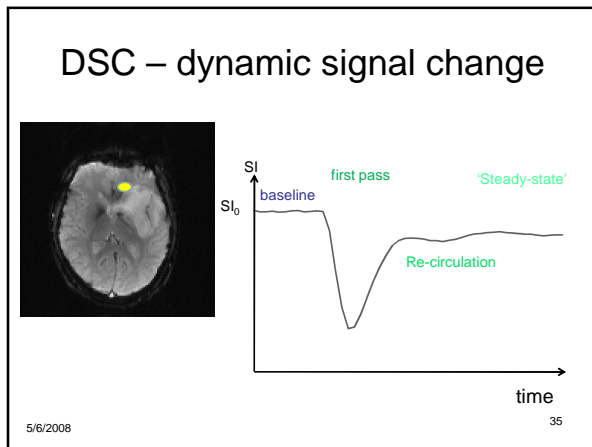 DSC – dynamic signal change
SI
first pass
'Steady-state'
baseline
SI₀
Re-circulation
time
5/6/2008
35